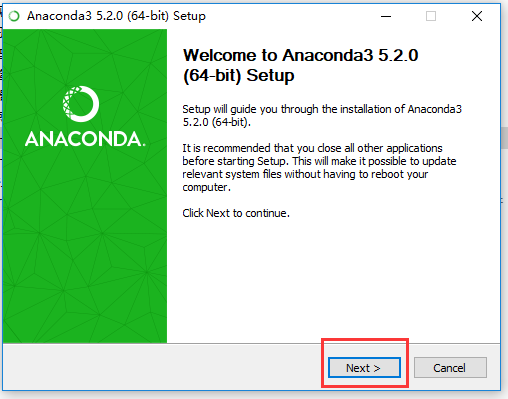 Anaconda3 5.2.0 (64-bit) Setup
Welcome to Anaconda3 5.2.0
(64-bit) Setup
Setup will guide you through the installation of Anaconda3
5.2.0 (64-bit).
It is recommended that you close all other applications
before starting Setup. This will make it possible to update
relevant system files without having to reboot your
computer.
Click Next to continue.
ANACONDA.
Next >
Cancel